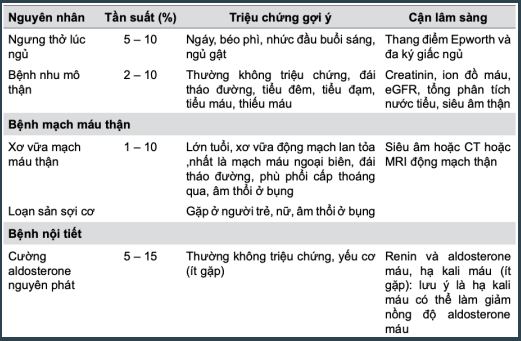 Nguyên nhân Tần suất (%) Triệu chứng gợi ý Cận lâm sàng
Ngưng thở lúc ngủ 5 – 10 Ngáy, béo phì, nhức đầu buổi sáng, ngủ gật Thang điểm Epworth và đa ký giấc ngủ
Bệnh nhu mô thận 2 – 10 Thường không triệu chứng, đái tháo đường, tiểu đêm, tiểu đạm, tiểu máu, thiếu máu Creatinin, ion đồ máu, eGFR, tổng phân tích nước tiểu, siêu âm thận
Bệnh mạch máu thận
Xơ vữa mạch máu thận 1 – 10 Lớn tuổi, xơ vữa động mạch lan tỏa ,nhất là mạch máu ngoại biên, đái tháo đường, phù phổi cấp thoáng qua, âm thổi ở bụng Siêu âm hoặc CT hoặc MRI động mạch thận
Loạn sản sợi cơ Gặp ở người trẻ, nữ, âm thổi ở bụng
Bệnh nội tiết
Cường aldosterone nguyên phát 5 – 15 Thường không triệu chứng, yếu cơ (ít gặp) Renin và aldosterone máu, hạ kali máu (ít gặp): lưu ý là hạ kali máu có thể làm giảm nồng độ aldosterone máu